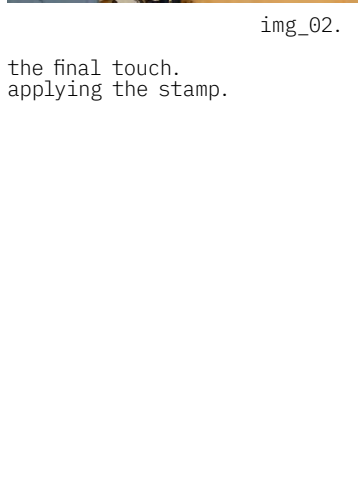 img_02.
the final touch.
applying the stamp.